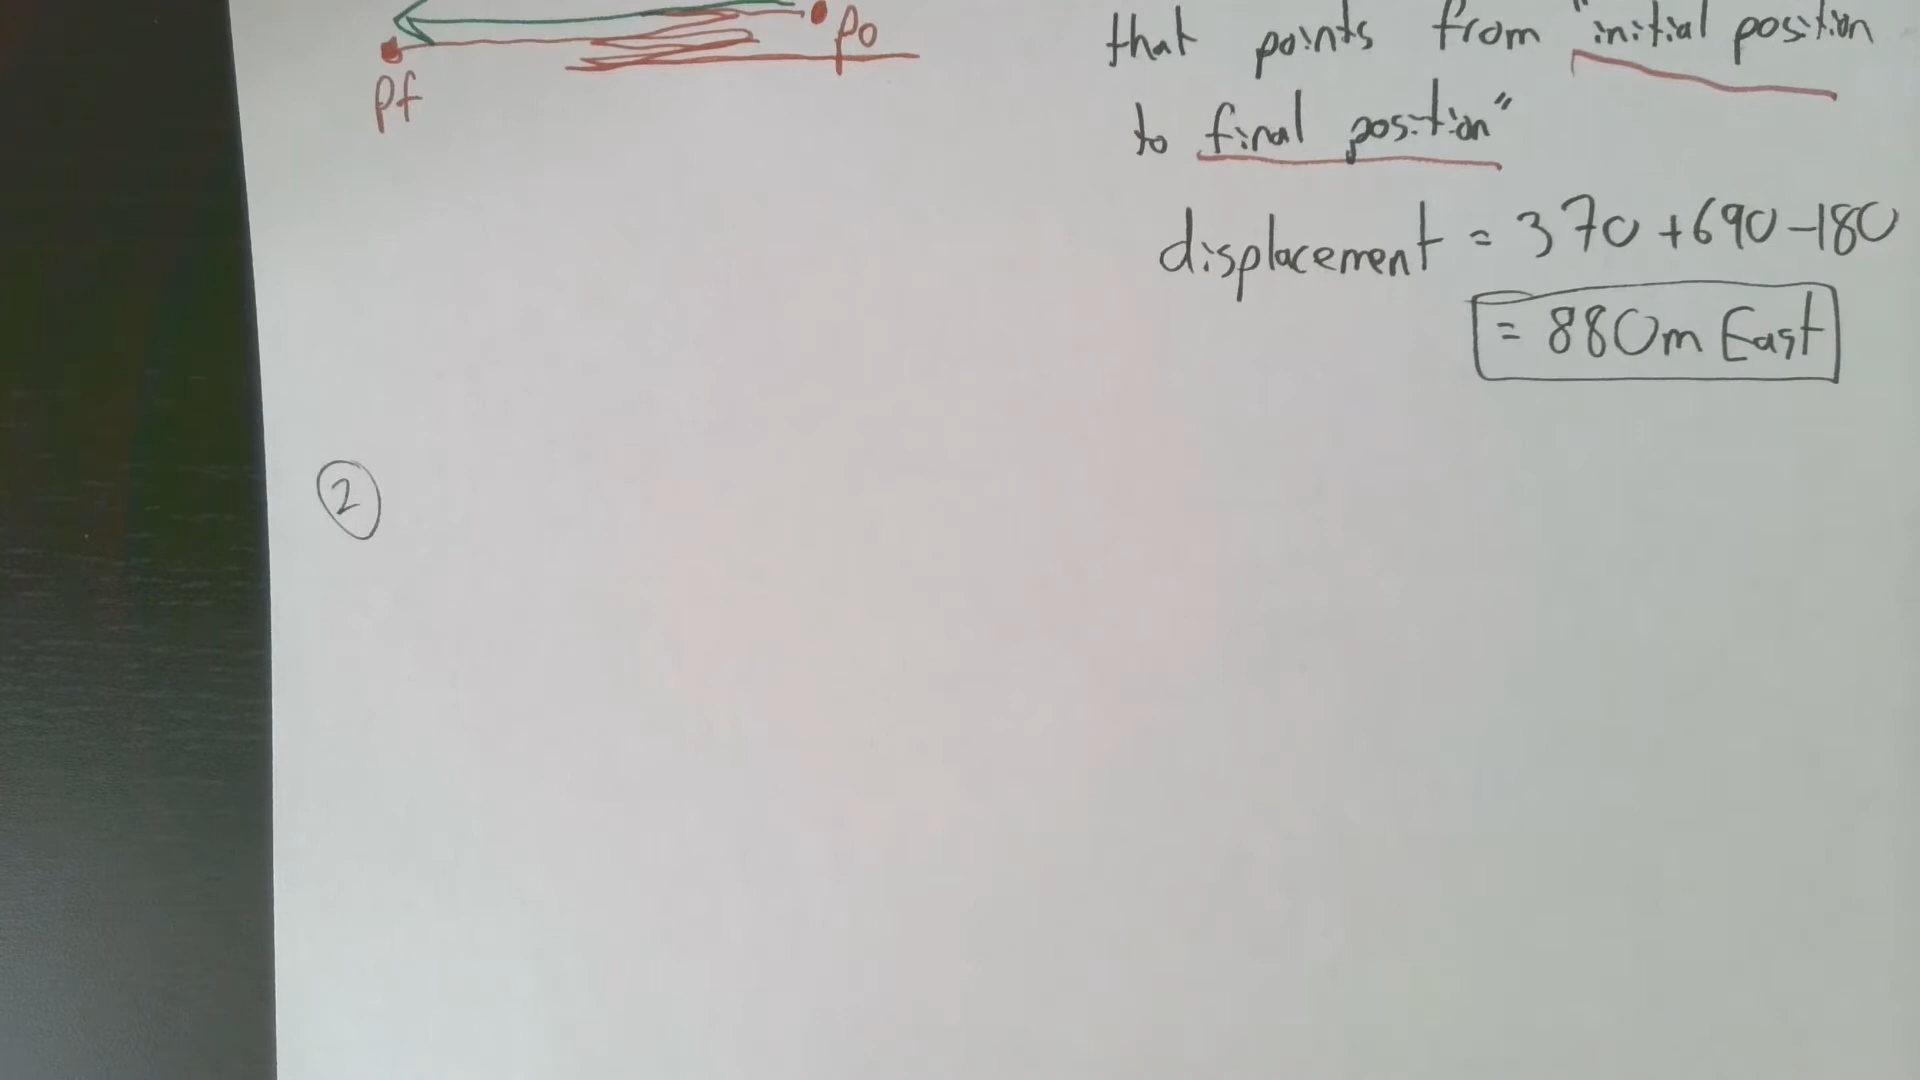 po
pf
that points from "initial position
to final position"
displacement = 370 + 690 - 180
= 880m East
2